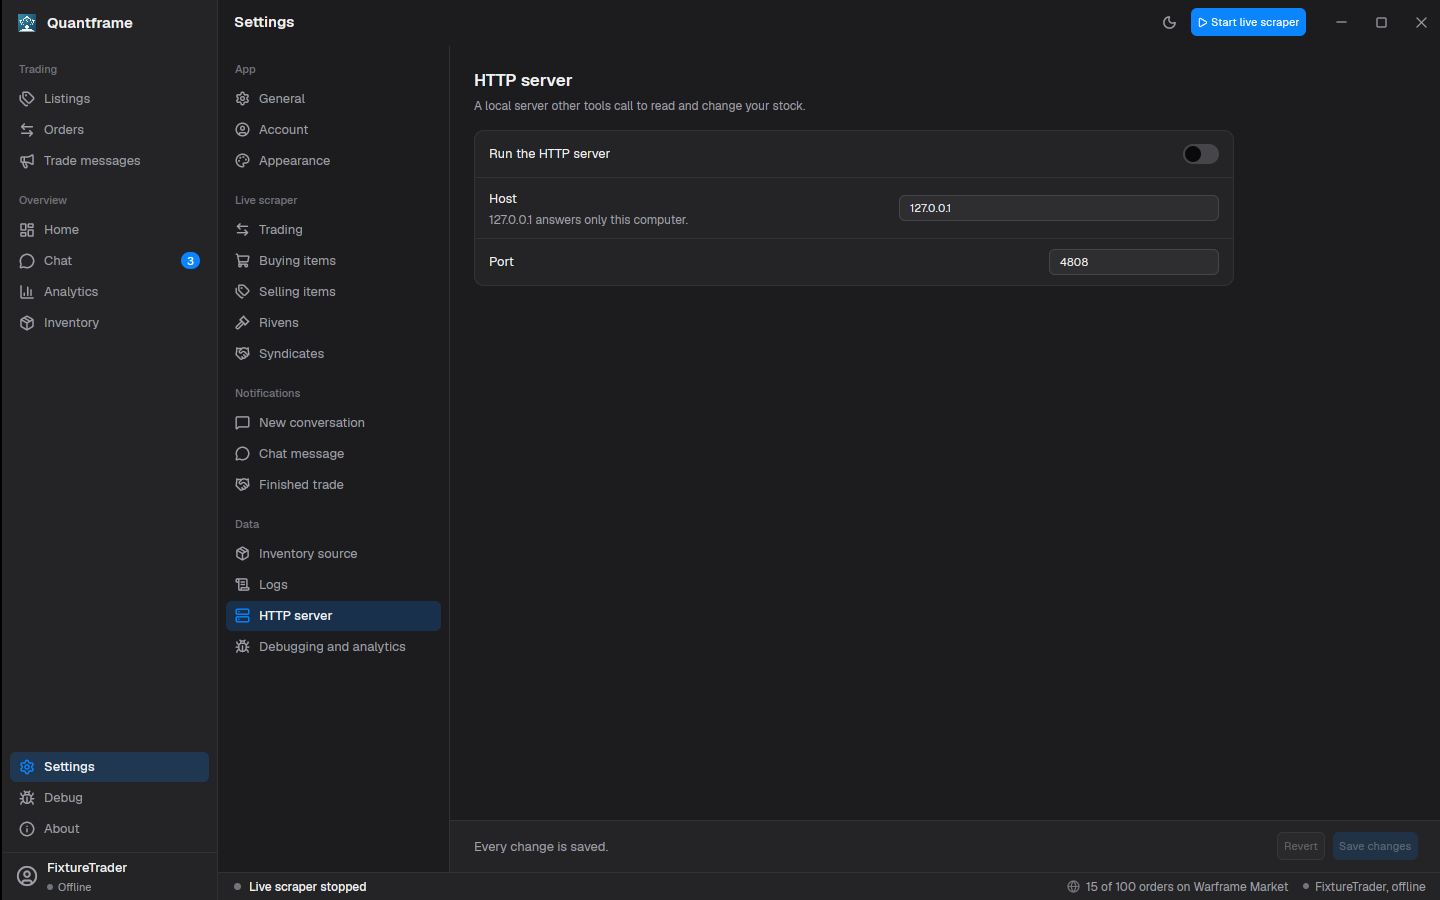 Quantframe
Trading
Listings
Orders
Trade messages
Overview
Home
Chat
3
Analytics
Inventory
Settings
Debug
About
FixtureTrader
Offline
Settings
Start live scraper
App
General
Account
Appearance
Live scraper
Trading
Buying items
Selling items
Rivens
Syndicates
Notifications
New conversation
Chat message
Finished trade
Data
Inventory source
Logs
HTTP server
Debugging and analytics
HTTP server
A local server other tools call to read and change your stock.
Run the HTTP server
Host
127.0.0.1 answers only this computer.
127.0.0.1
Port
4808
Every change is saved.
Revert
Save changes
Live scraper stopped
15 of 100 orders on Warframe Market
FixtureTrader, offline